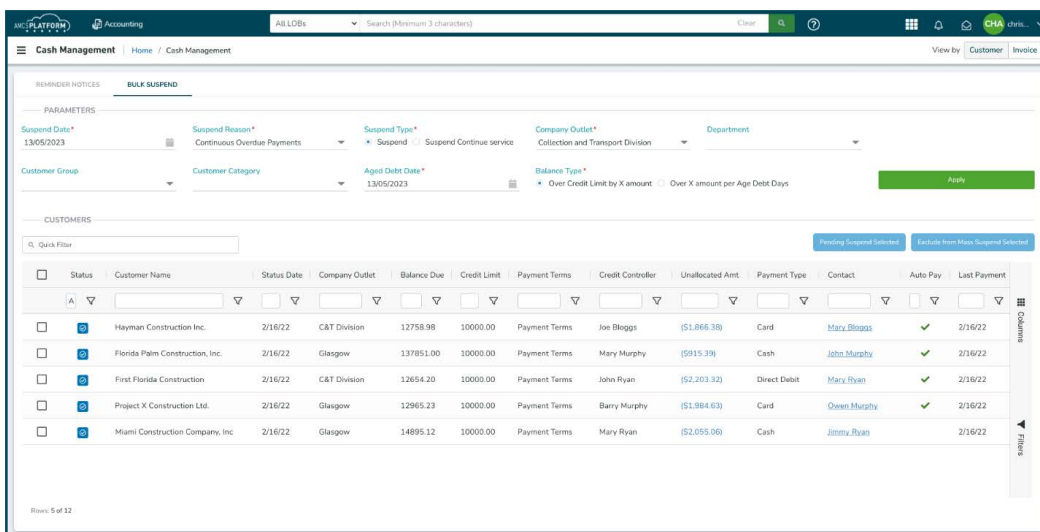 AMCS PLATFORM Accounting All LOBs Search (Minimum 3 characters) Clear CHA chris...
Cash Management Home / Cash Management View by Customer Invoice
REMINDER NOTICES BULK SUSPEND
PARAMETERS
Suspend Date* Suspend Reason* Suspend Type* Company Outlet* Department
13/05/2023 Continuous Overdue Payments Suspend Suspend Continue service Collection and Transport Division
Customer Group Customer Category Aged Debt Date* Balance Type*
13/05/2023 Over Credit Limit by X amount Over X amount per Age Debt Days Apply
CUSTOMERS
Quick Filter Pending Suspend Selected Exclude from Mass Suspend Selected
Status Customer Name Status Date Company Outlet Balance Due Credit Limit Payment Terms Credit Controller Unallocated Amt Payment Type Contact Auto Pay Last Payment
A
Columns
Hayman Construction Inc. 2/16/22 C&T Division 12758.98 10000.00 Payment Terms Joe Bloggs ($1,866.38) Card Mary Bloggs 2/16/22
Florida Palm Construction, Inc. 2/16/22 Glasgow 137851.00 10000.00 Payment Terms Mary Murphy ($915.39) Cash John Murphy 2/16/22
First Florida Construction 2/16/22 C&T Division 12654.20 10000.00 Payment Terms John Ryan ($2,203.32) Direct Debit Mary Ryan 2/16/22
Project X Construction Ltd. 2/16/22 Glasgow 12965.23 10000.00 Payment Terms Barry Murphy ($1,984.63) Card Owen Murphy 2/16/22
Miami Construction Company, Inc 2/16/22 Glasgow 14895.12 10000.00 Payment Terms Mary Ryan ($2,055.06) Cash Jimmy Ryan 2/16/22
Filters
Rows: 5 of 12